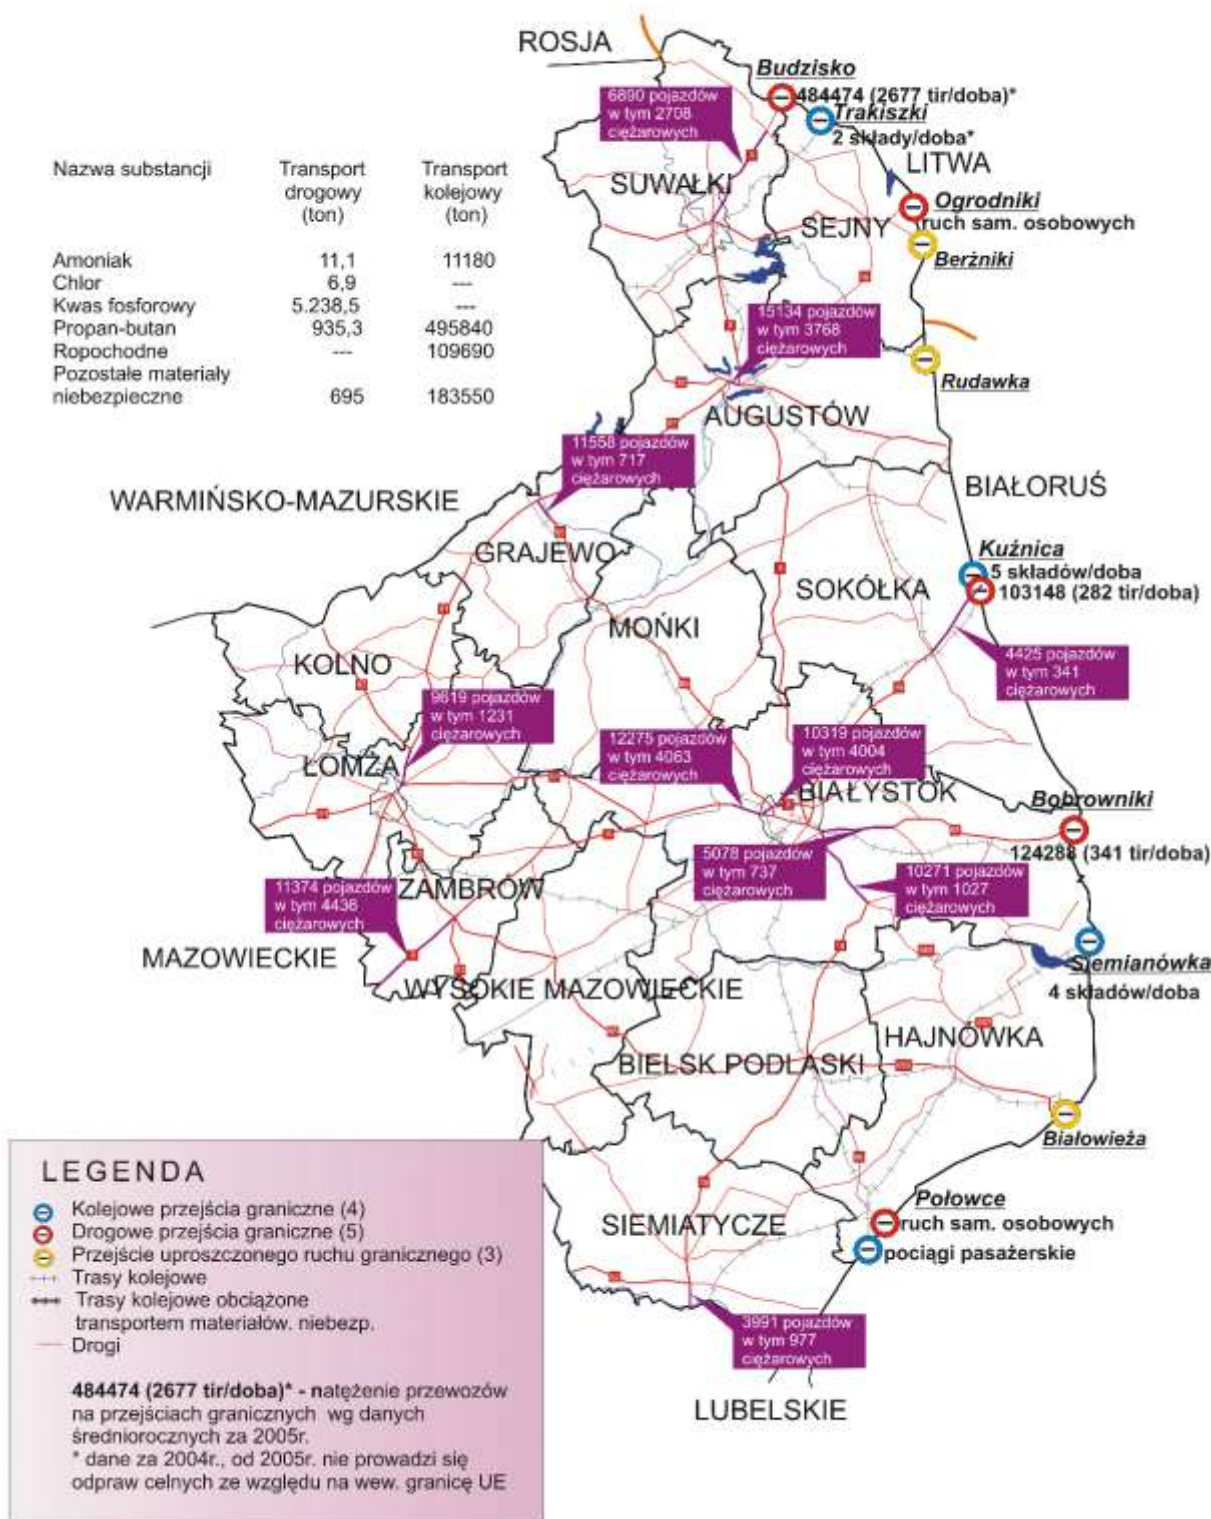 ROSJA
Budzisko
484474 (2677 tir/doba)*
Trakiszki
2 składy/doba*
6890 pojazdów
w tym 2708
ciężarowych
LITWA
Nazwa substancji
Transport
drogowy
(ton)
Transport
kolejowy
(ton)
SUWAŁKI
SEJNY
Ogrodniki
ruch sam. osobowych
Berżniki
Amoniak 11,1 11180
Chlor 6,9 ---
Kwas fosforowy 5.238,5 ---
Propan-butan 935,3 495840
Ropochodne --- 109690
Pozostałe materiały
niebezpieczne 695 183550
15134 pojazdów
w tym 3768
ciężarowych
Rudawka
AUGUSTÓW
11558 pojazdów
w tym 717
ciężarowych
WARMIŃSKO-MAZURSKIE
BIAŁORUŚ
GRAJEWO
Kuźnica
5 składów/doba
103148 (282 tir/doba)
SOKÓŁKA
MOŃKI
KOLNO
4425 pojazdów
w tym 341
ciężarowych
9619 pojazdów
w tym 1231
ciężarowych
12275 pojazdów
w tym 4063
ciężarowych
10319 pojazdów
w tym 4004
ciężarowych
ŁOMŻA
BIAŁYSTOK
Bobrowniki
124288 (341 tir/doba)
5078 pojazdów
w tym 737
ciężarowych
10271 pojazdów
w tym 1027
ciężarowych
11374 pojazdów
w tym 4436
ciężarowych
ZAMBRÓW
MAZOWIECKIE
WYSOKIE MAZOWIECKIE
Siemianówka
4 składów/doba
HAJNÓWKA
BIELSK PODLASKI
Białowieża
LEGENDA
Kolejowe przejścia graniczne (4)
Drogowe przejścia graniczne (5)
Przejście uproszczonego ruchu granicznego (3)
Trasy kolejowe
Trasy kolejowe obciążone
transportem materiałów. niebezp.
Drogi
484474 (2677 tir/doba)* - natężenie przewozów
na przejściach granicznych wg danych
średniorocznych za 2005r.
* dane za 2004r., od 2005r. nie prowadzi się
odpraw celnych ze względu na wew. granicę UE
Połowce
ruch sam. osobowych
pociągi pasażerskie
SIEMIATYCZE
3991 pojazdów
w tym 977
ciężarowych
LUBELSKIE